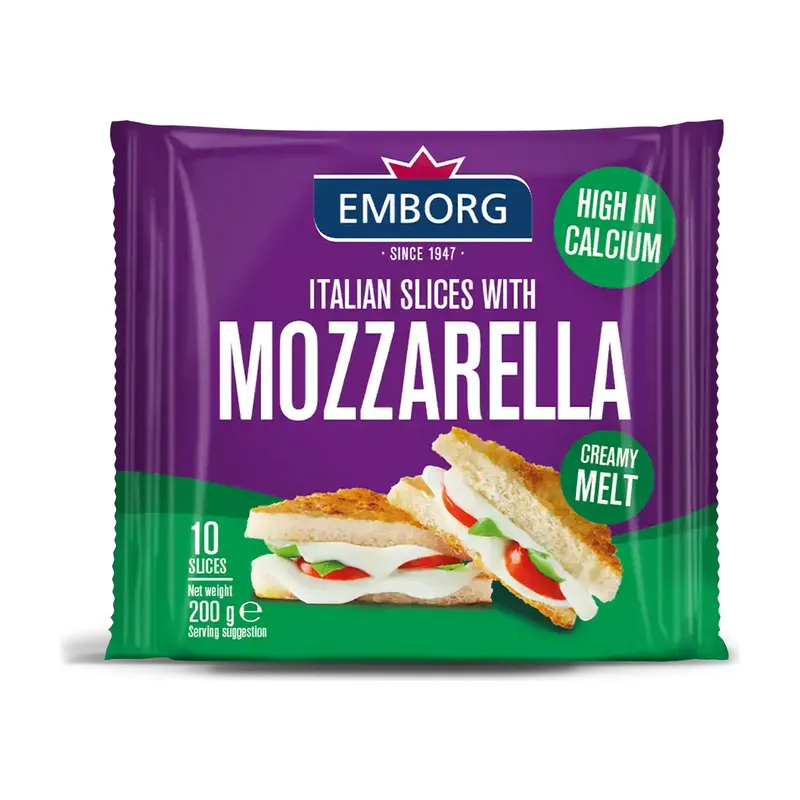 EMBORG
· SINCE 1947 ·
HIGH IN
CALCIUM
ITALIAN SLICES WITH
MOZZARELLA
CREAMY
MELT
10
SLICES
Net weight
200 g ℮
Serving suggestion